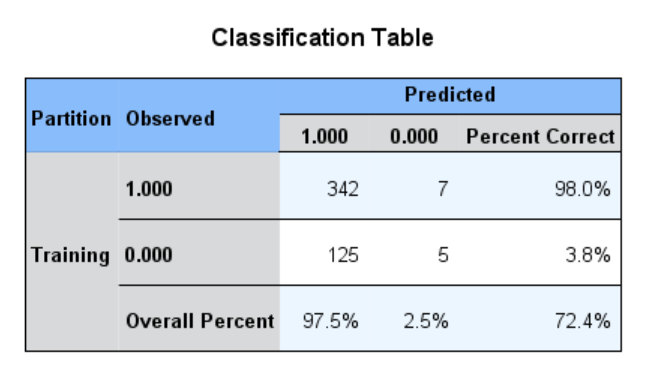 Classification Table
Partition Observed Predicted
1.000 0.000 Percent Correct
Training 1.000 342 7 98.0%
0.000 125 5 3.8%
Overall Percent 97.5% 2.5% 72.4%